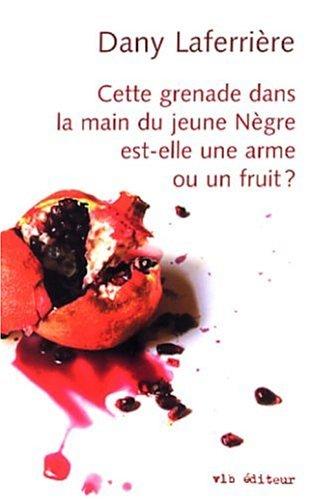 Dany Laferrière
Cette grenade dans
la main du jeune Nègre
est-elle une arme
ou un fruit?
vlb éditeur